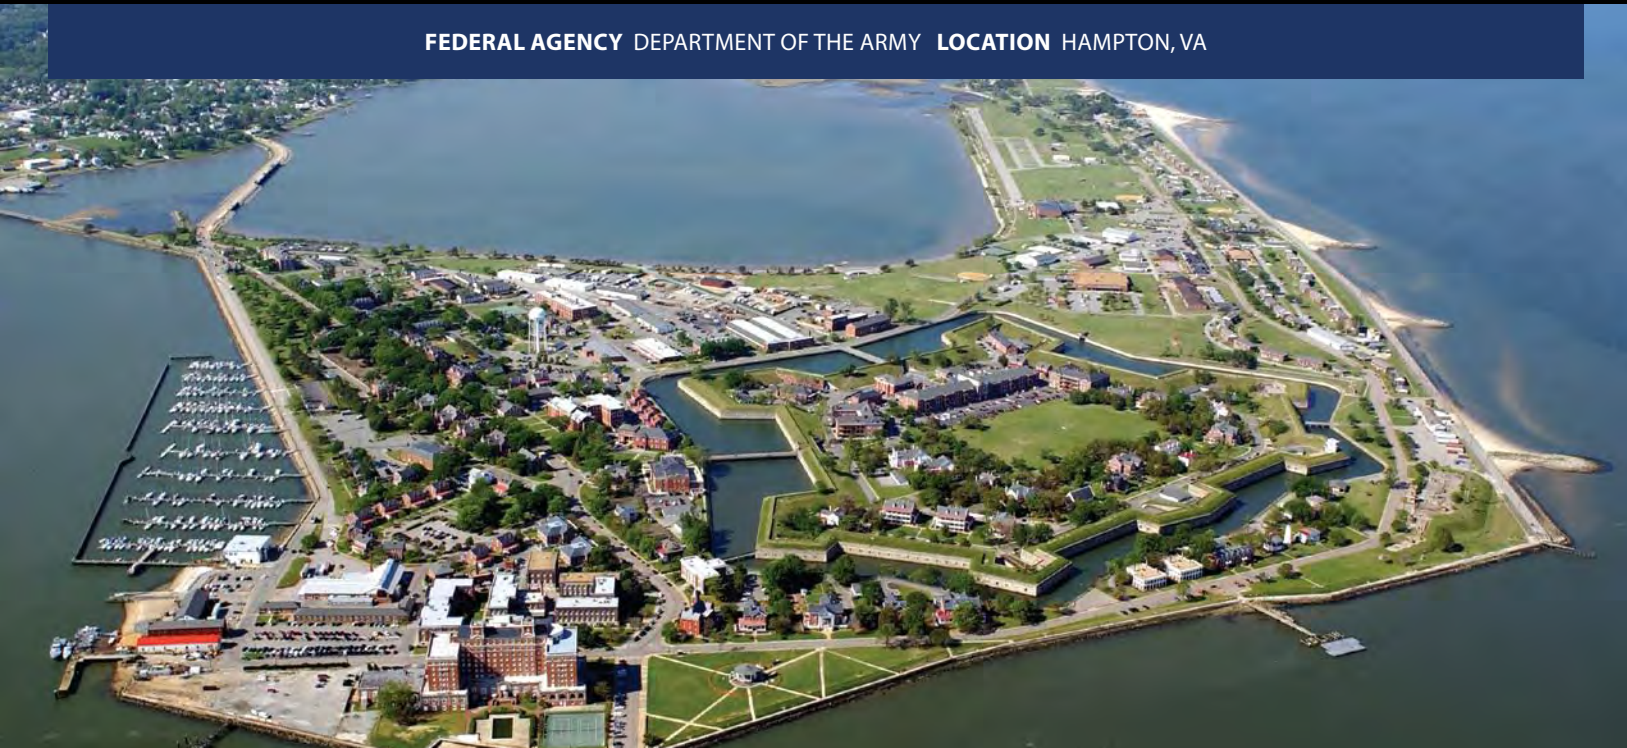 FEDERAL AGENCY DEPARTMENT OF THE ARMY LOCATION HAMPTON, VA